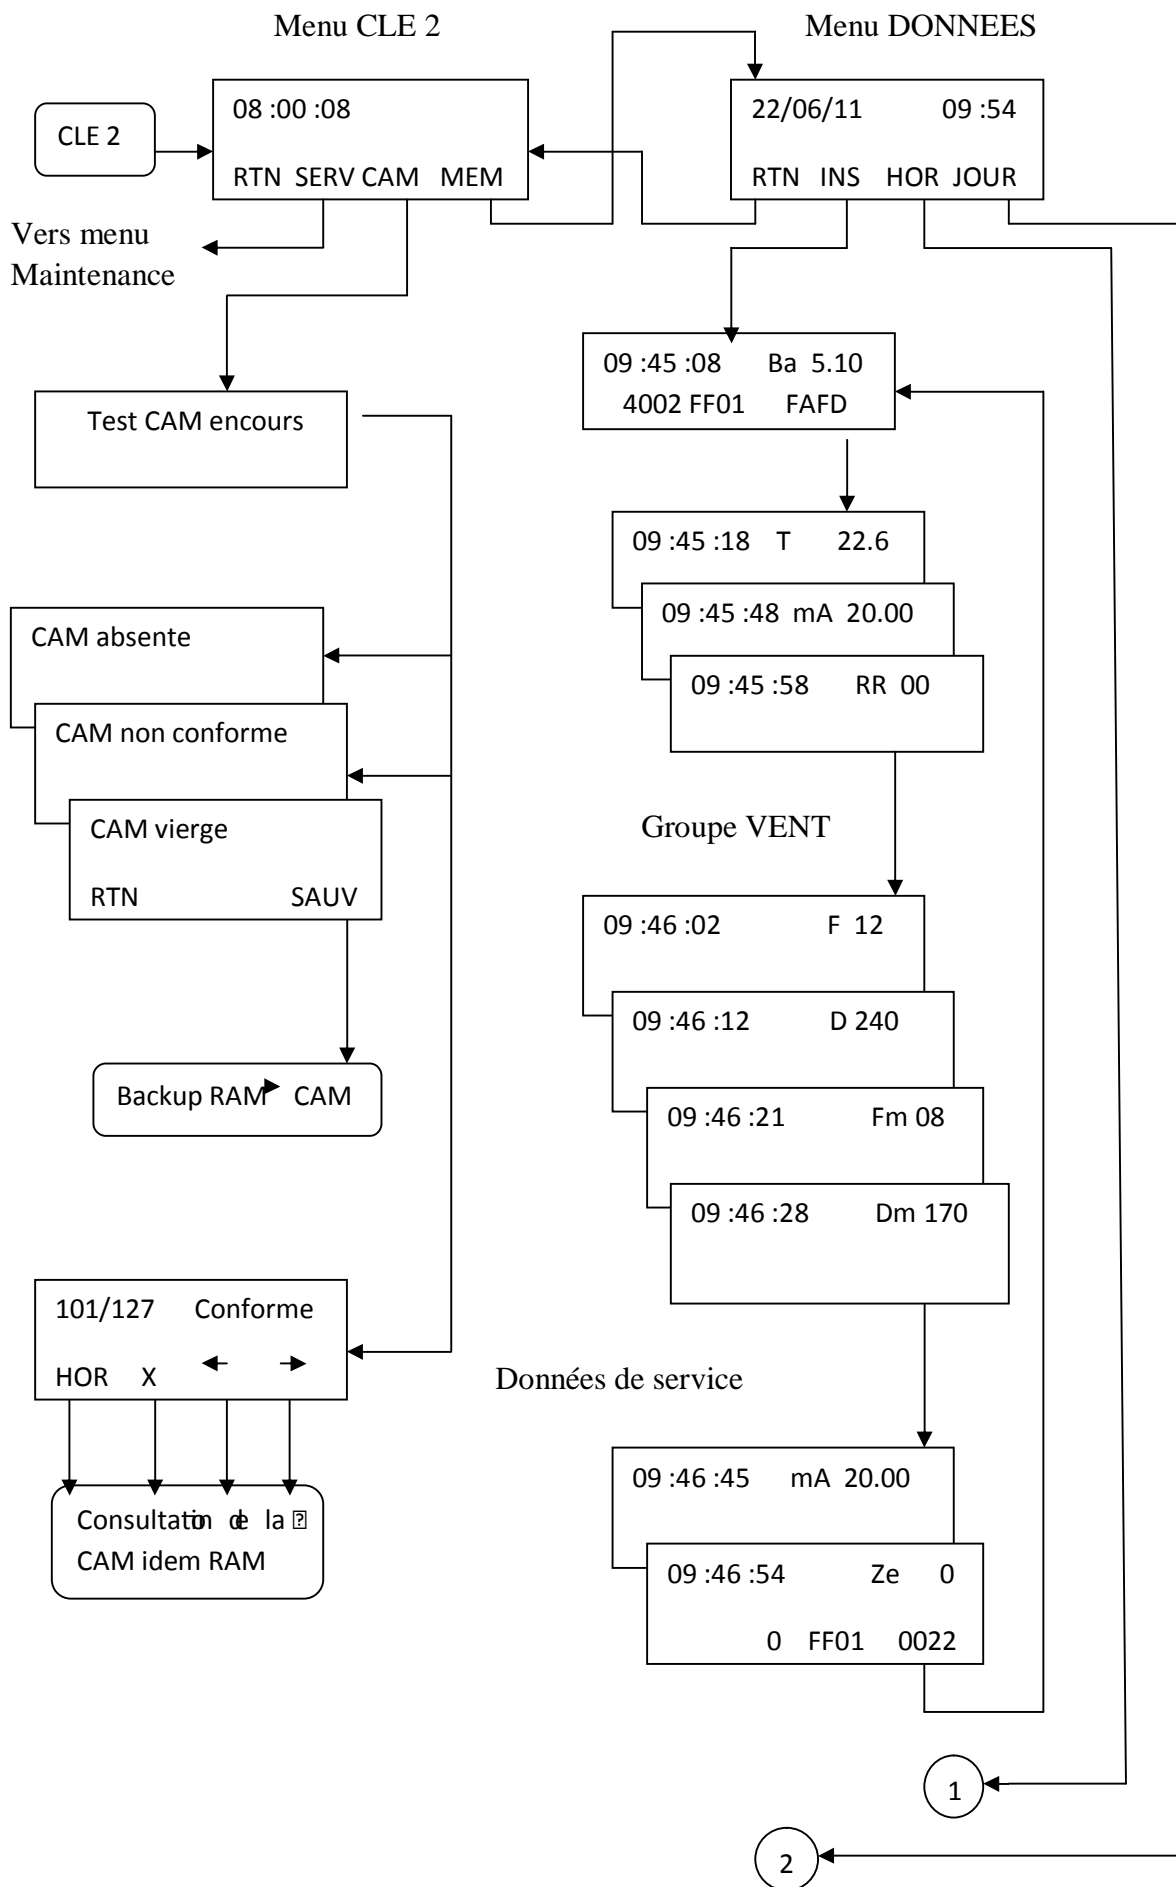 Menu CLE 2
Menu DONNEES
CLE 2
08 :00 :08
RTN SERV CAM MEM
22/06/11 09 :54
RTN INS HOR JOUR
Vers menu
Maintenance
Test CAM encours
CAM absente
CAM non conforme
CAM vierge
RTN SAUV
Backup RAM CAM
101/127 Conforme
HOR X
Consultation de la
CAM idem RAM
09 :45 :08 Ba 5.10
4002 FF01 FAFD
09 :45 :18 T 22.6
09 :45 :48 mA 20.00
09 :45 :58 RR 00
Groupe VENT
09 :46 :02 F 12
09 :46 :12 D 240
09 :46 :21 Fm 08
09 :46 :28 Dm 170
Données de service
09 :46 :45 mA 20.00
09 :46 :54 Ze 0
0 FF01 0022
1
2